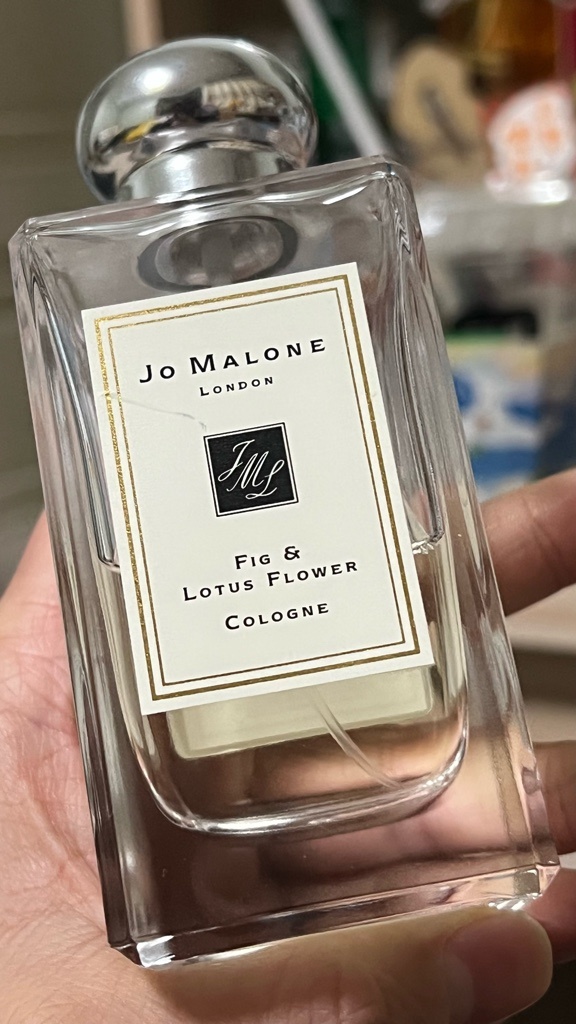 Jo Malone
London
JML
Fig &
Lotus Flower
Cologne